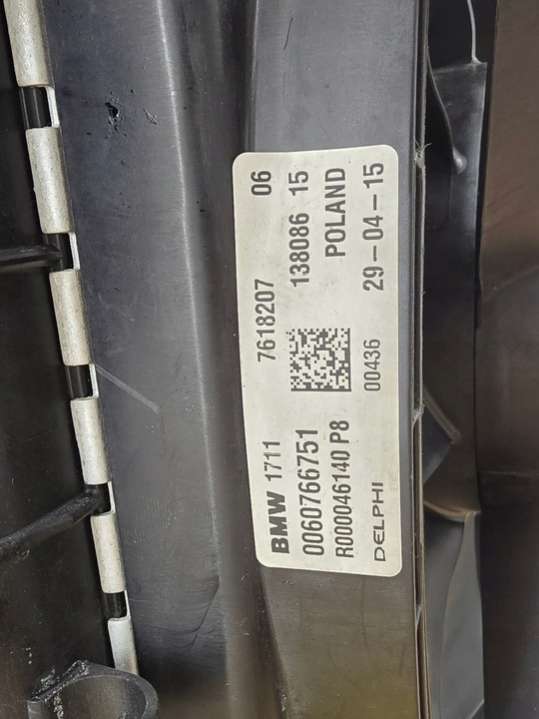 BMW 1711 7618207 06
0060766751 138086 15
R000046140 P8 POLAND
DELPHI 00436 29-04-15